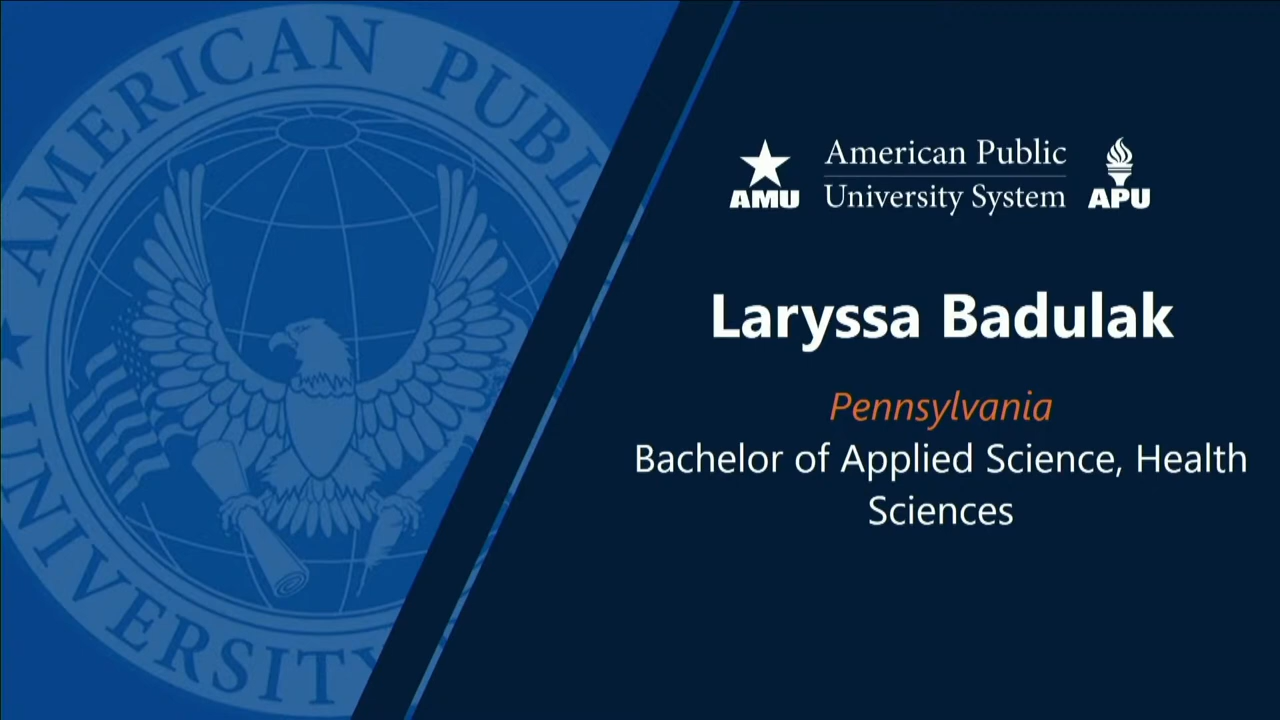 AMERICAN PUBLIC
UNIVERSITY
AMU
American Public
University System
APU
Laryssa Badulak
Pennsylvania
Bachelor of Applied Science, Health
Sciences